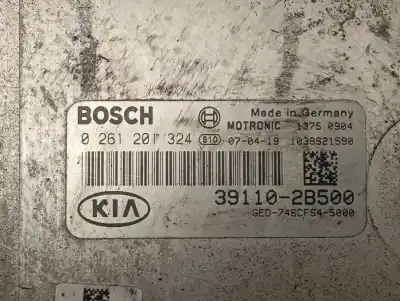 BOSCH
Made in Germany
MOTRONIC 1375 0904
0 261 201 324 810 07-04-19 1039S21590
39110-2B500
KIA
GED-746CFS4-5000